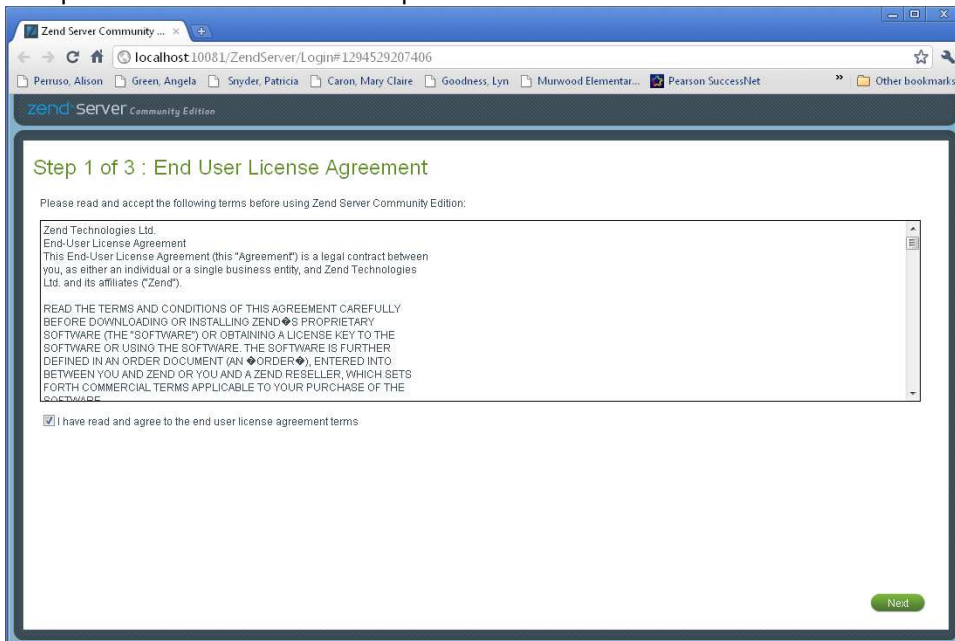 Zend Server Community ...
localhost:10081/ZendServer/Login#1294529207406
Perruso, Alison Green, Angela Snyder, Patricia Caron, Mary Claire Goodness, Lyn Murwood Elementar... Pearson SuccessNet » Other bookmarks
zend server Community Edition
Step 1 of 3 : End User License Agreement
Please read and accept the following terms before using Zend Server Community Edition:
Zend Technologies Ltd.
End-User License Agreement
This End-User License Agreement (this "Agreement") is a legal contract between
you, as either an individual or a single business entity, and Zend Technologies
Ltd. and its affiliates ("Zend").
READ THE TERMS AND CONDITIONS OF THIS AGREEMENT CAREFULLY
BEFORE DOWNLOADING OR INSTALLING ZEND�S PROPRIETARY
SOFTWARE (THE "SOFTWARE") OR OBTAINING A LICENSE KEY TO THE
SOFTWARE OR USING THE SOFTWARE. THE SOFTWARE IS FURTHER
DEFINED IN AN ORDER DOCUMENT (AN �ORDER�), ENTERED INTO
BETWEEN YOU AND ZEND OR YOU AND A ZEND RESELLER, WHICH SETS
FORTH COMMERCIAL TERMS APPLICABLE TO YOUR PURCHASE OF THE
SOFTWARE
I have read and agree to the end user license agreement terms
Next